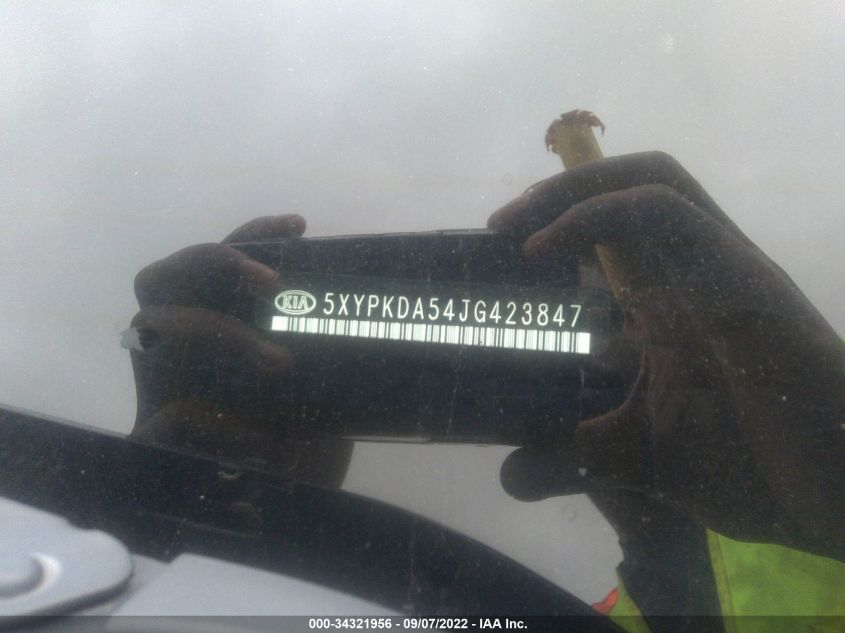 KIA 5XYPKDA54JG423847
000-34321956 - 09/07/2022 - IAA Inc.